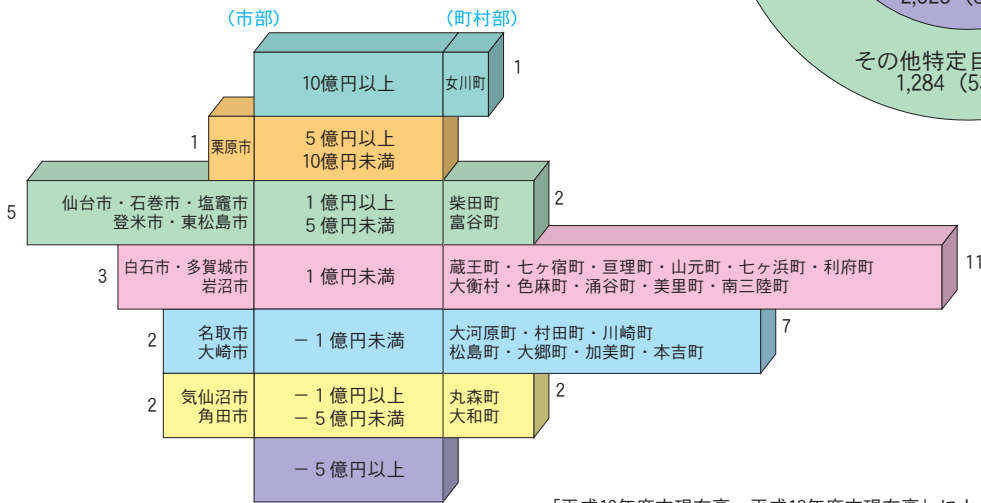 （市部）
（町村部）
10億円以上
女川町
1
1
栗原市
5億円以上
10億円未満
5
仙台市・石巻市・塩竈市
登米市・東松島市
1億円以上
5億円未満
柴田町
富谷町
2
3
白石市・多賀城市
岩沼市
1億円未満
蔵王町・七ヶ宿町・亘理町・山元町・七ヶ浜町・利府町
大衡村・色麻町・涌谷町・美里町・南三陸町
11
2
名取市
大崎市
－1億円未満
大河原町・村田町・川崎町
松島町・大郷町・加美町・本吉町
7
2
気仙沼市
角田市
－1億円以上
－5億円未満
丸森町
大和町
2
－5億円以上
その他特定目
1,284（5